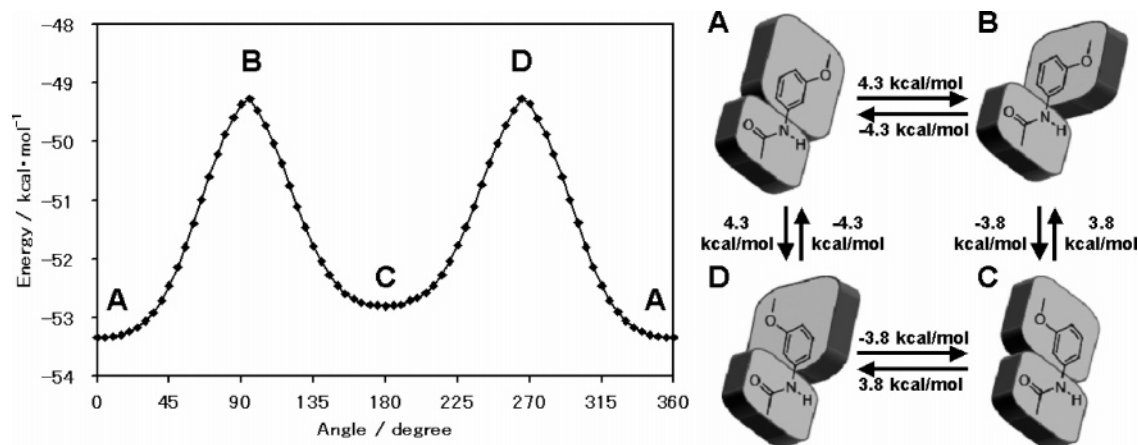 -48
-49
-50
-51
-52
-53
-54
Energy / kcal·mol⁻¹
0 45 90 135 180 225 270 315 360
Angle / degree
A
B
C
D
A
A
B
4.3 kcal/mol
-4.3 kcal/mol
O
O
N
H
O
O
N
H
4.3
kcal/mol
-4.3
kcal/mol
-3.8
kcal/mol
3.8
kcal/mol
D
C
-3.8 kcal/mol
3.8 kcal/mol
O
O
N
H
O
O
N
H